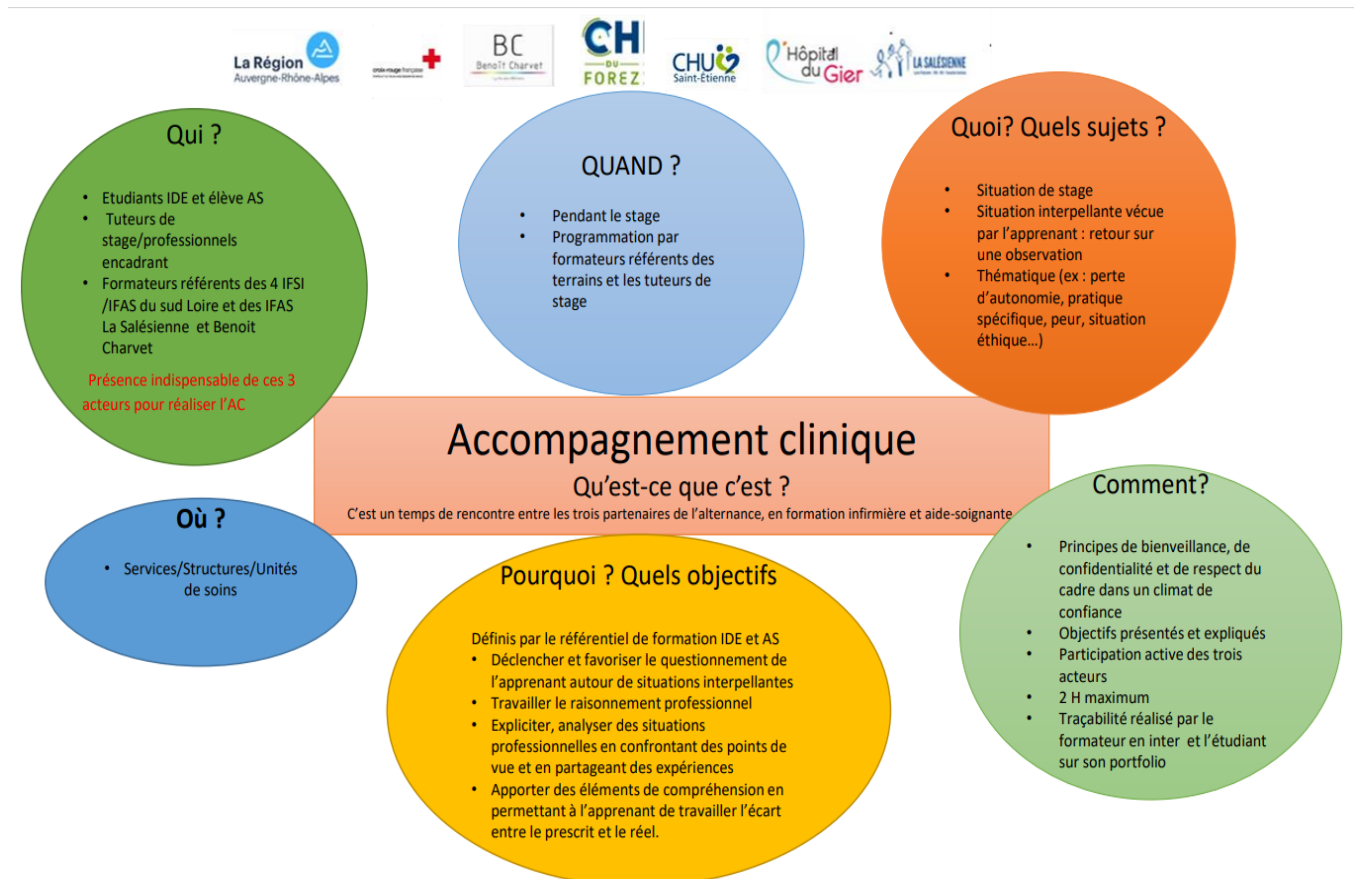 La Région
Auvergne-Rhône-Alpes
croix-rouge française
BC
Benoît Charvet
CH
DU
FOREZ
CHU
Saint-Étienne
Hôpital
du Gier
LA SALÉSIENNE
Qui ?
• Etudiants IDE et élève AS
• Tuteurs de
stage/professionnels
encadrant
• Formateurs référents des 4 IFSI
/IFAS du sud Loire et des IFAS
La Salésienne et Benoit
Charvet
Présence indispensable de ces 3
acteurs pour réaliser l’AC
QUAND ?
• Pendant le stage
• Programmation par
formateurs référents des
terrains et les tuteurs de
stage
Quoi? Quels sujets ?
• Situation de stage
• Situation interpellante vécue
par l’apprenant : retour sur
une observation
• Thématique (ex : perte
d’autonomie, pratique
spécifique, peur, situation
éthique…)
Accompagnement clinique
Qu’est-ce que c’est ?
C’est un temps de rencontre entre les trois partenaires de l’alternance, en formation infirmière et aide-soignante
Où ?
• Services/Structures/Unités
de soins
Pourquoi ? Quels objectifs
Définis par le référentiel de formation IDE et AS
• Déclencher et favoriser le questionnement de
l’apprenant autour de situations interpellantes
• Travailler le raisonnement professionnel
• Expliciter, analyser des situations
professionnelles en confrontant des points de
vue et en partageant des expériences
• Apporter des éléments de compréhension en
permettant à l’apprenant de travailler l’écart
entre le prescrit et le réel.
Comment?
• Principes de bienveillance, de
confidentialité et de respect du
cadre dans un climat de
confiance
• Objectifs présentés et expliqués
• Participation active des trois
acteurs
• 2 H maximum
• Traçabilité réalisé par le
formateur en inter et l’étudiant
sur son portfolio